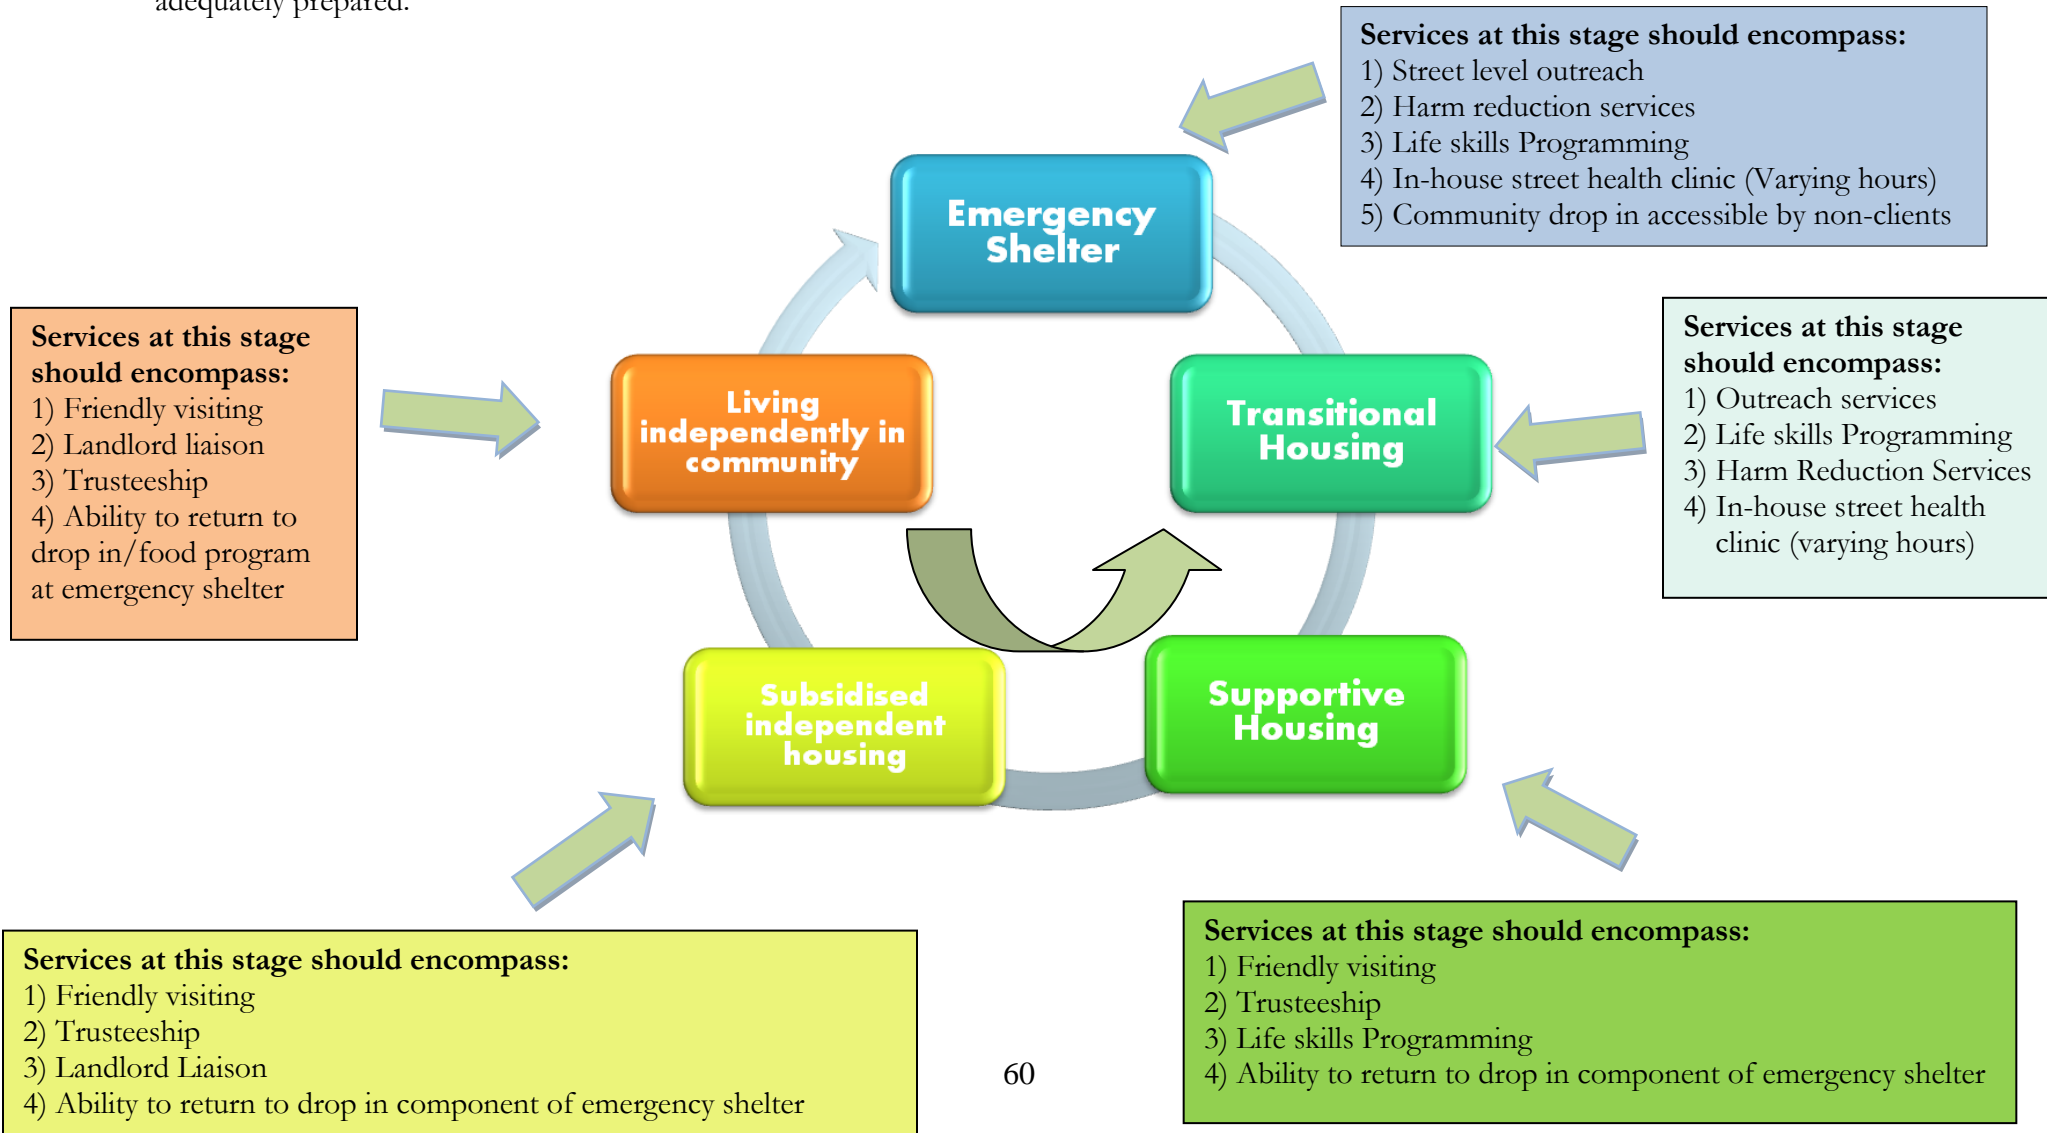 adequately prepared.
Services at this stage should encompass:
1) Street level outreach
2) Harm reduction services
3) Life skills Programming
4) In-house street health clinic (Varying hours)
5) Community drop in accessible by non-clients
Emergency
Shelter
Services at this stage
should encompass:
1) Friendly visiting
2) Landlord liaison
3) Trusteeship
4) Ability to return to
drop in/food program
at emergency shelter
Living
independently in
community
Transitional
Housing
Services at this stage
should encompass:
1) Outreach services
2) Life skills Programming
3) Harm Reduction Services
4) In-house street health
clinic (varying hours)
Subsidised
independent
housing
Supportive
Housing
Services at this stage should encompass:
1) Friendly visiting
2) Trusteeship
3) Landlord Liaison
4) Ability to return to drop in component of emergency shelter
60
Services at this stage should encompass:
1) Friendly visiting
2) Trusteeship
3) Life skills Programming
4) Ability to return to drop in component of emergency shelter